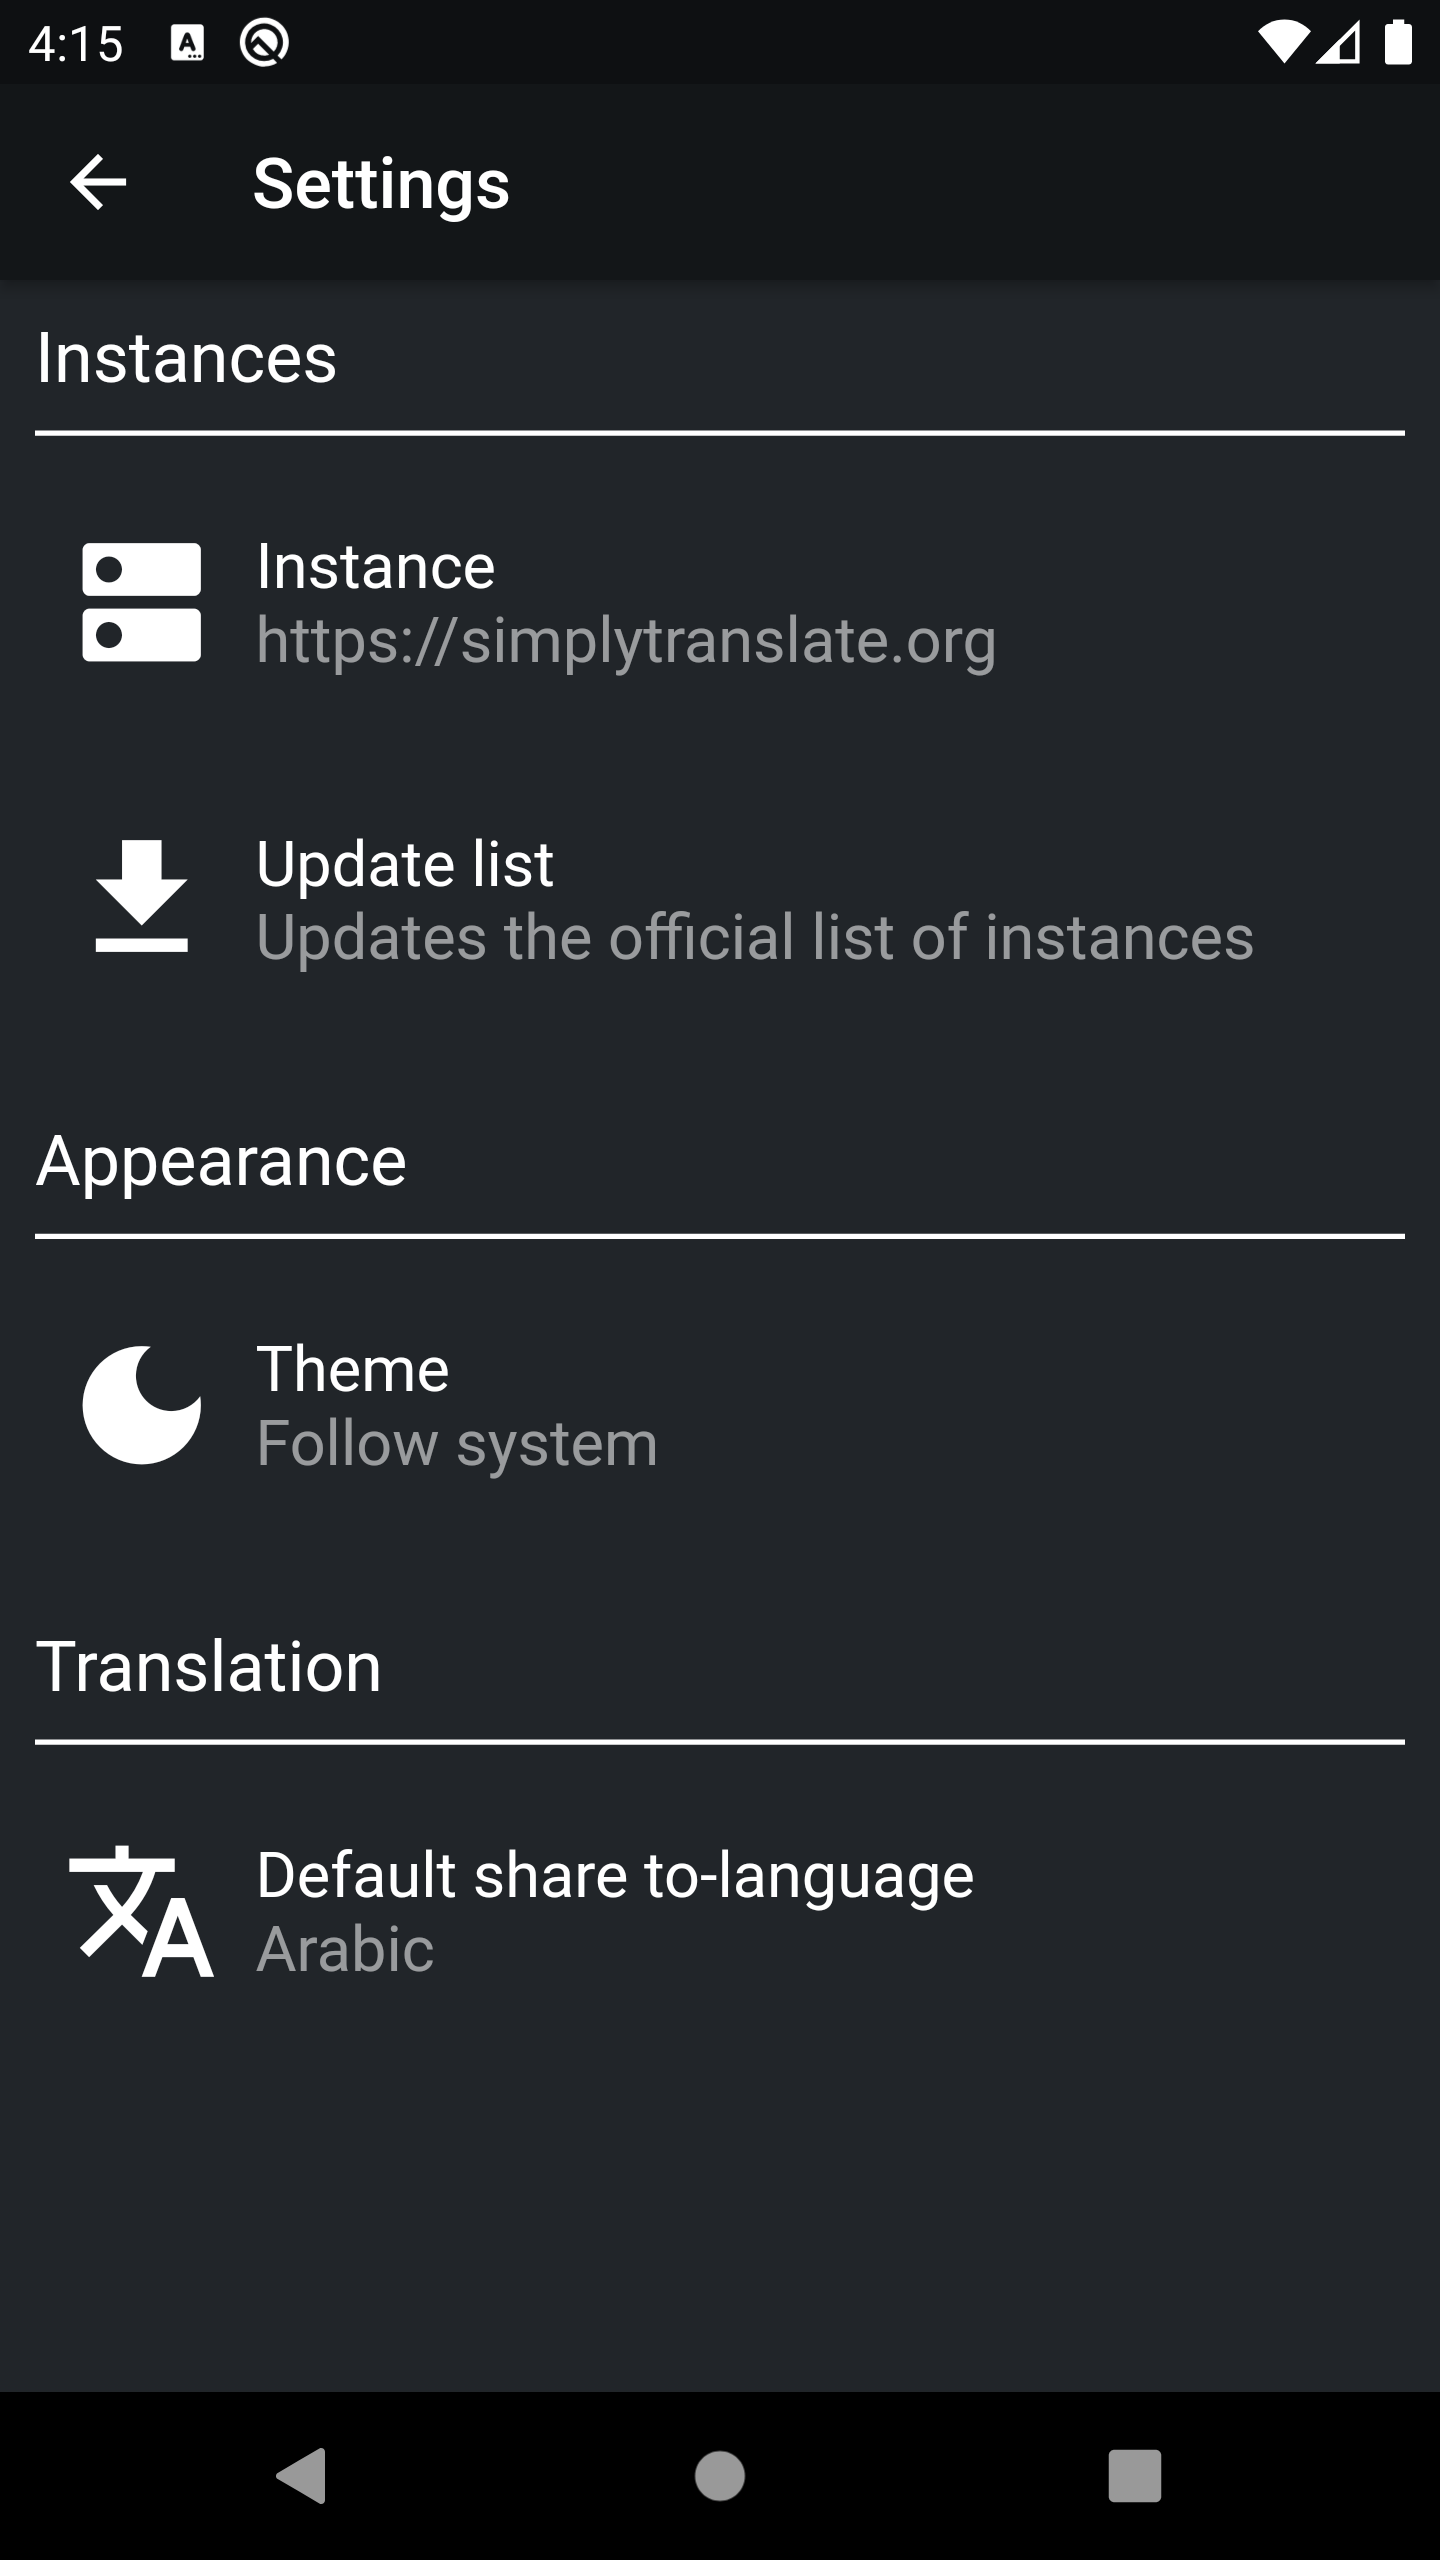 4:15
Settings
Instances
Instance
https://simplytranslate.org
Update list
Updates the official list of instances
Appearance
Theme
Follow system
Translation
Default share to-language
Arabic